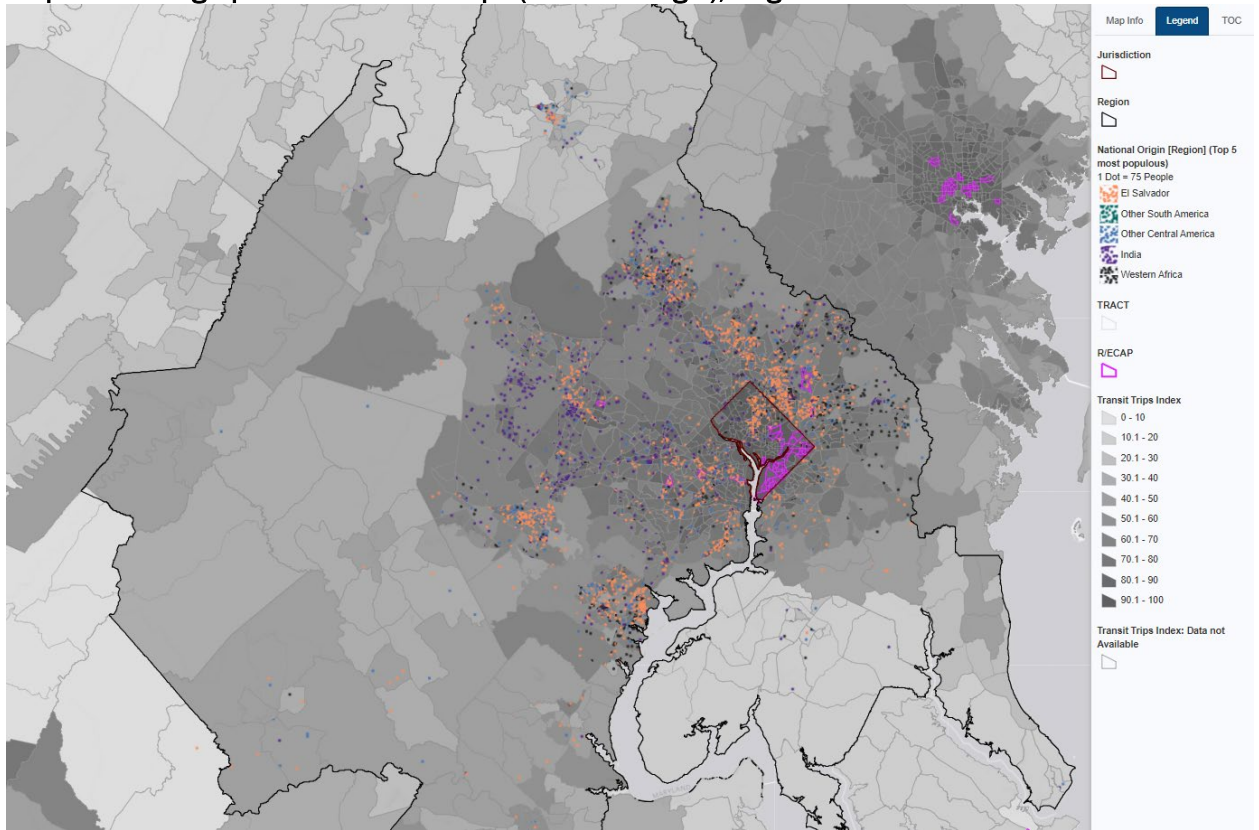 Map Info Legend TOC
Jurisdiction
Region
National Origin [Region] (Top 5
most populous)
1 Dot = 75 People
El Salvador
Other South America
Other Central America
India
Western Africa
TRACT
R/ECAP
Transit Trips Index
0 - 10
10.1 - 20
20.1 - 30
30.1 - 40
40.1 - 50
50.1 - 60
60.1 - 70
70.1 - 80
80.1 - 90
90.1 - 100
Transit Trips Index: Data not
Available
MARYLAND